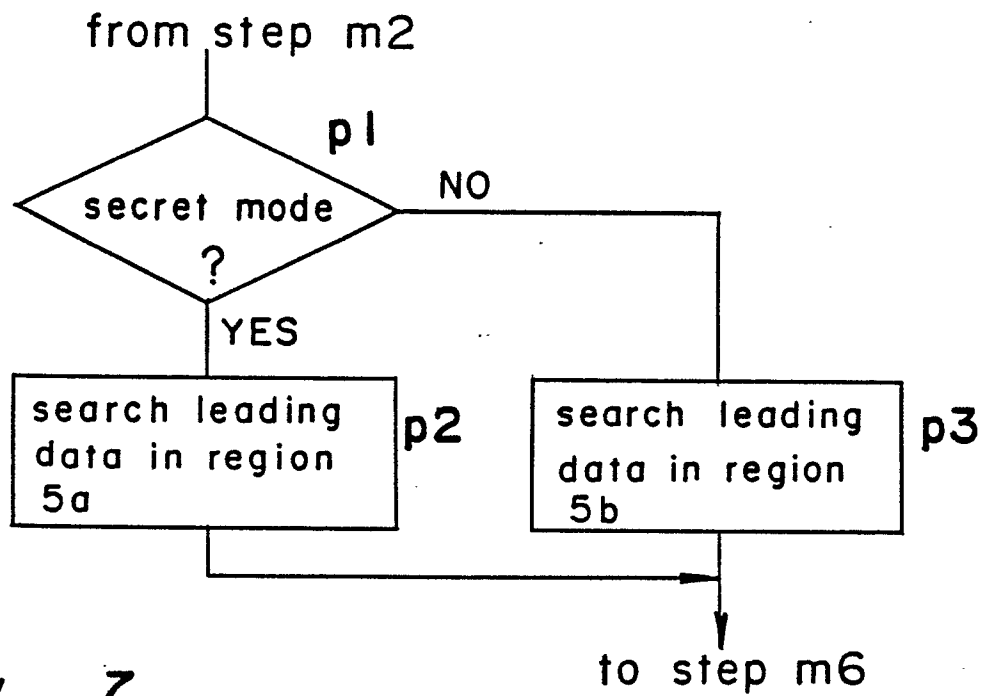 from step m2
p1
NO
secret mode
?
YES
search leading
data in region
5a
p2
search leading
data in region
5b
p3
to step m6
7